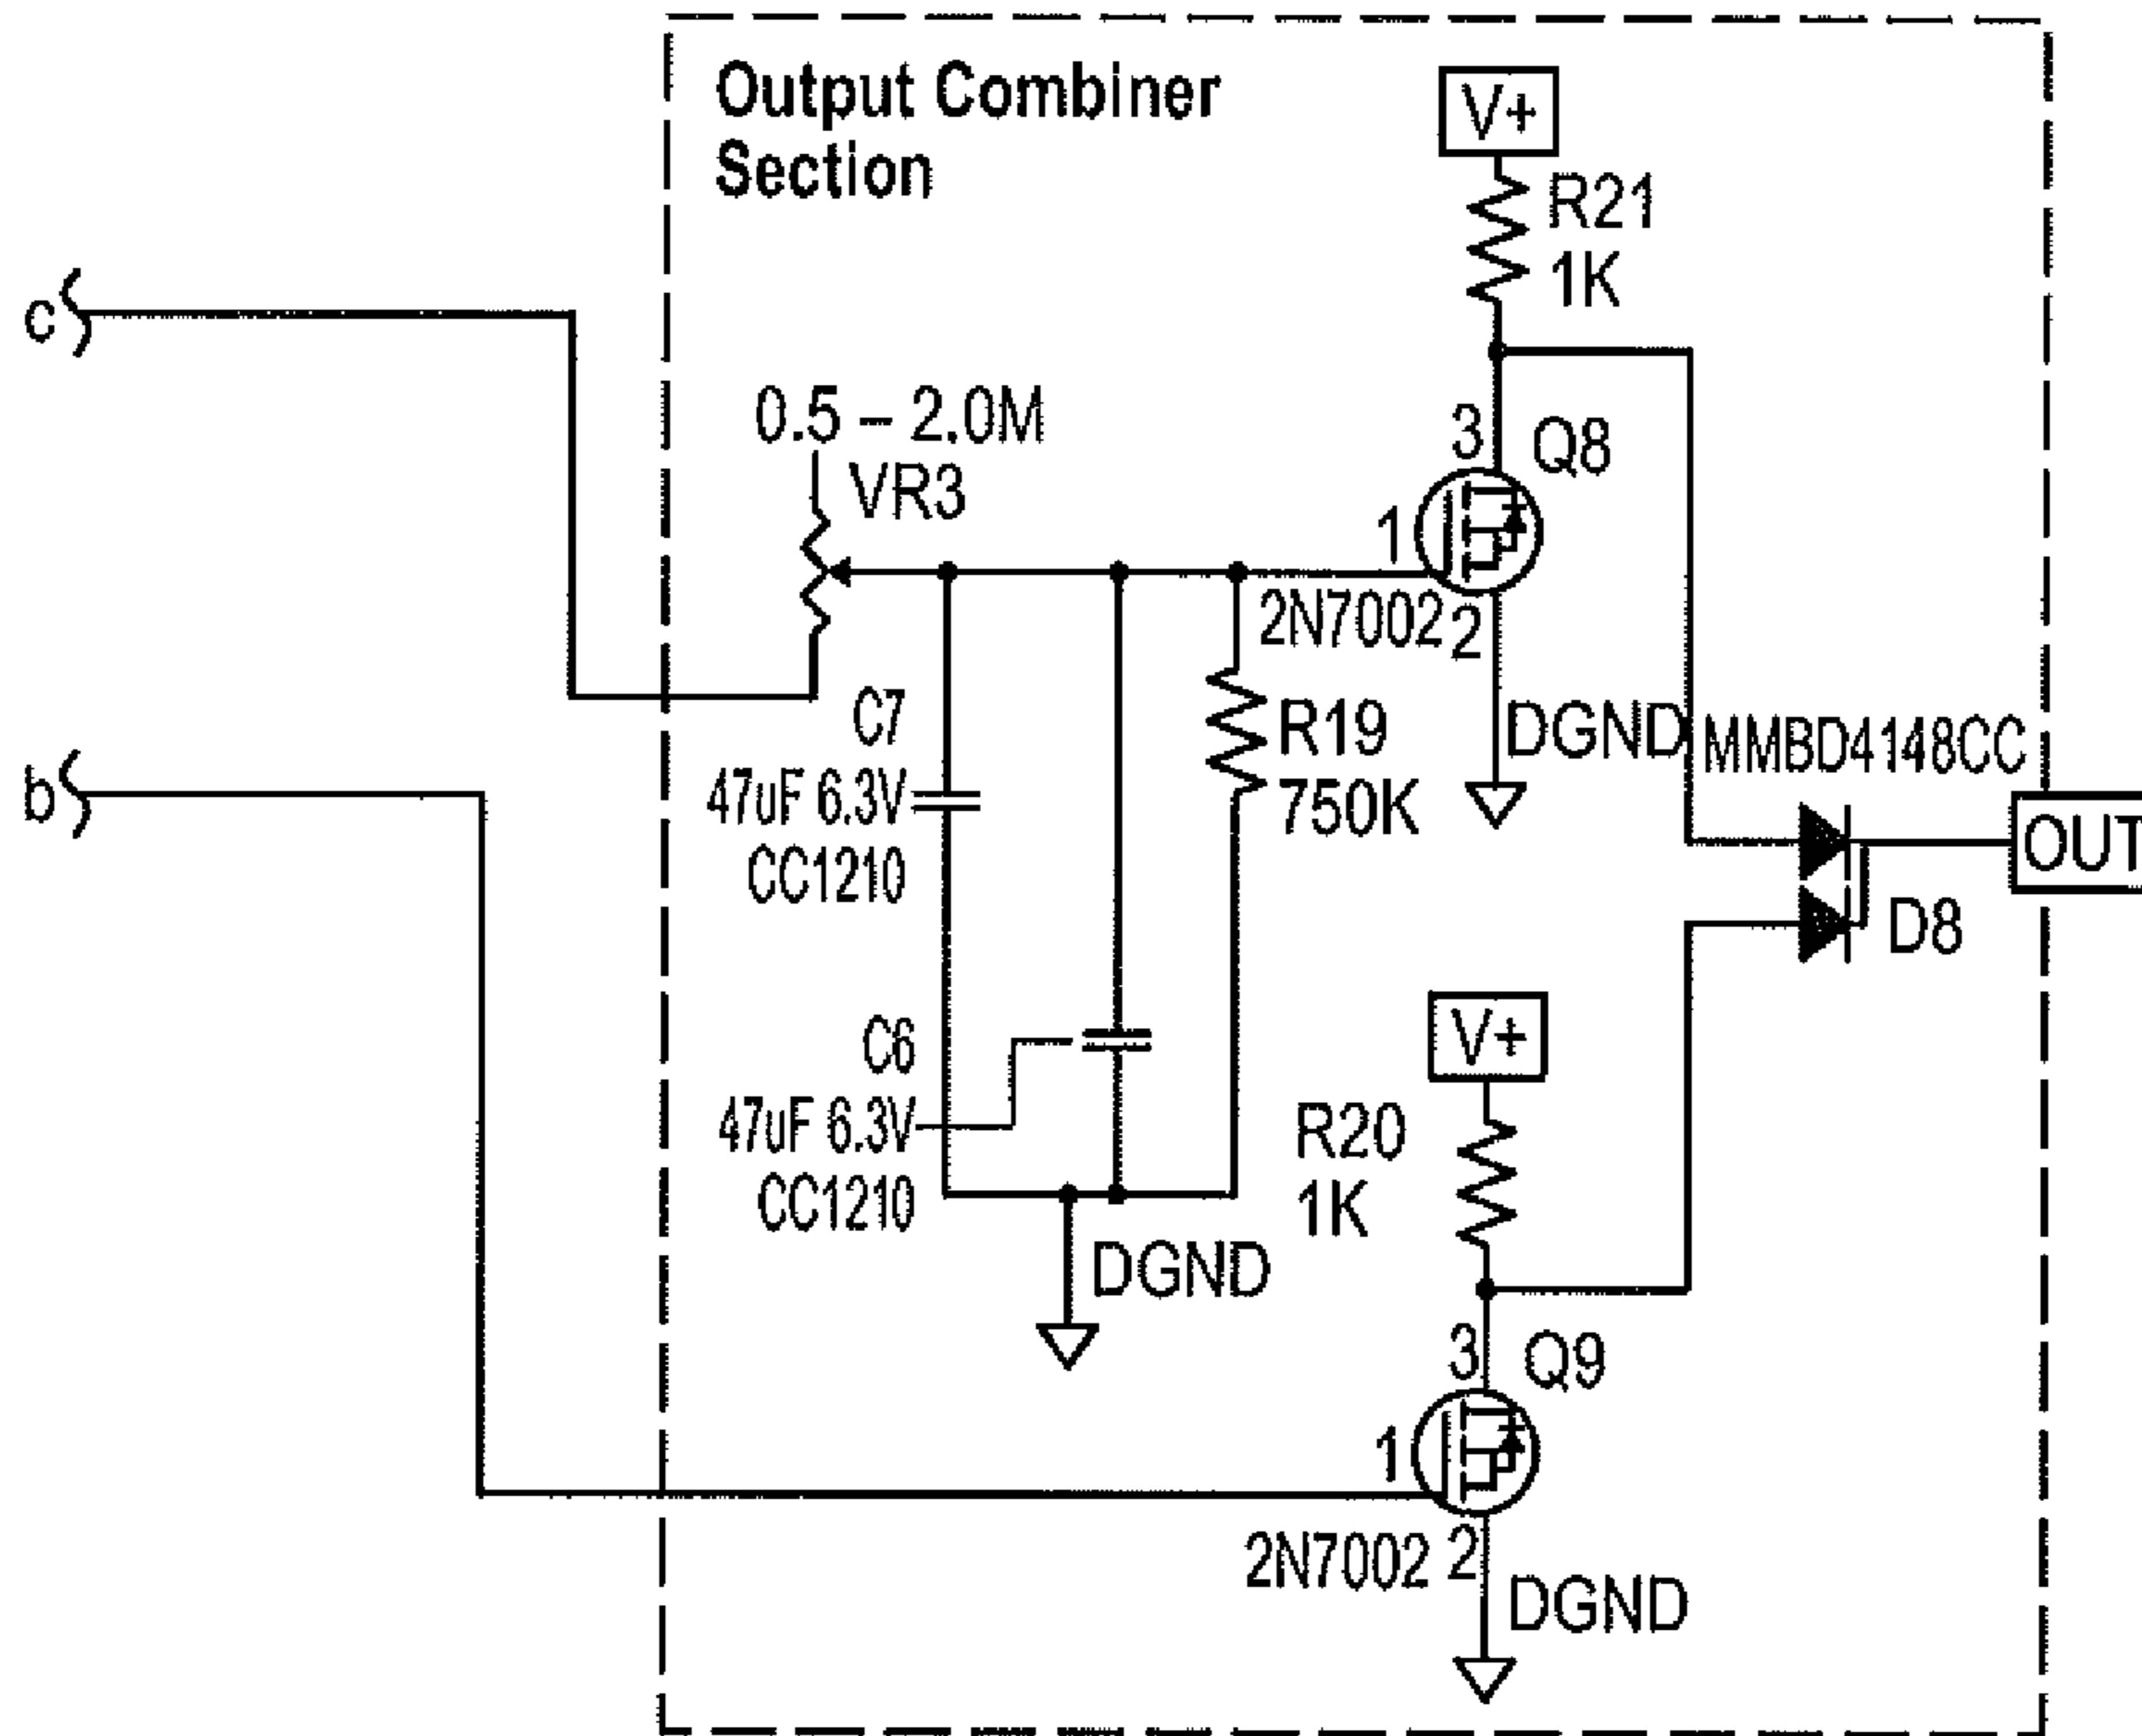 Output Combiner
Section
V+
R21
1K
c
0.5 – 2.0M
VR3
3
Q8
1
2N7002
2
C7
47uF 6.3V
CC1210
R19
750K
DGND
MMBD4148CC
b
OUT
D8
C6
47uF 6.3V
CC1210
DGND
V+
R20
1K
3
Q9
1
2N7002
2
DGND